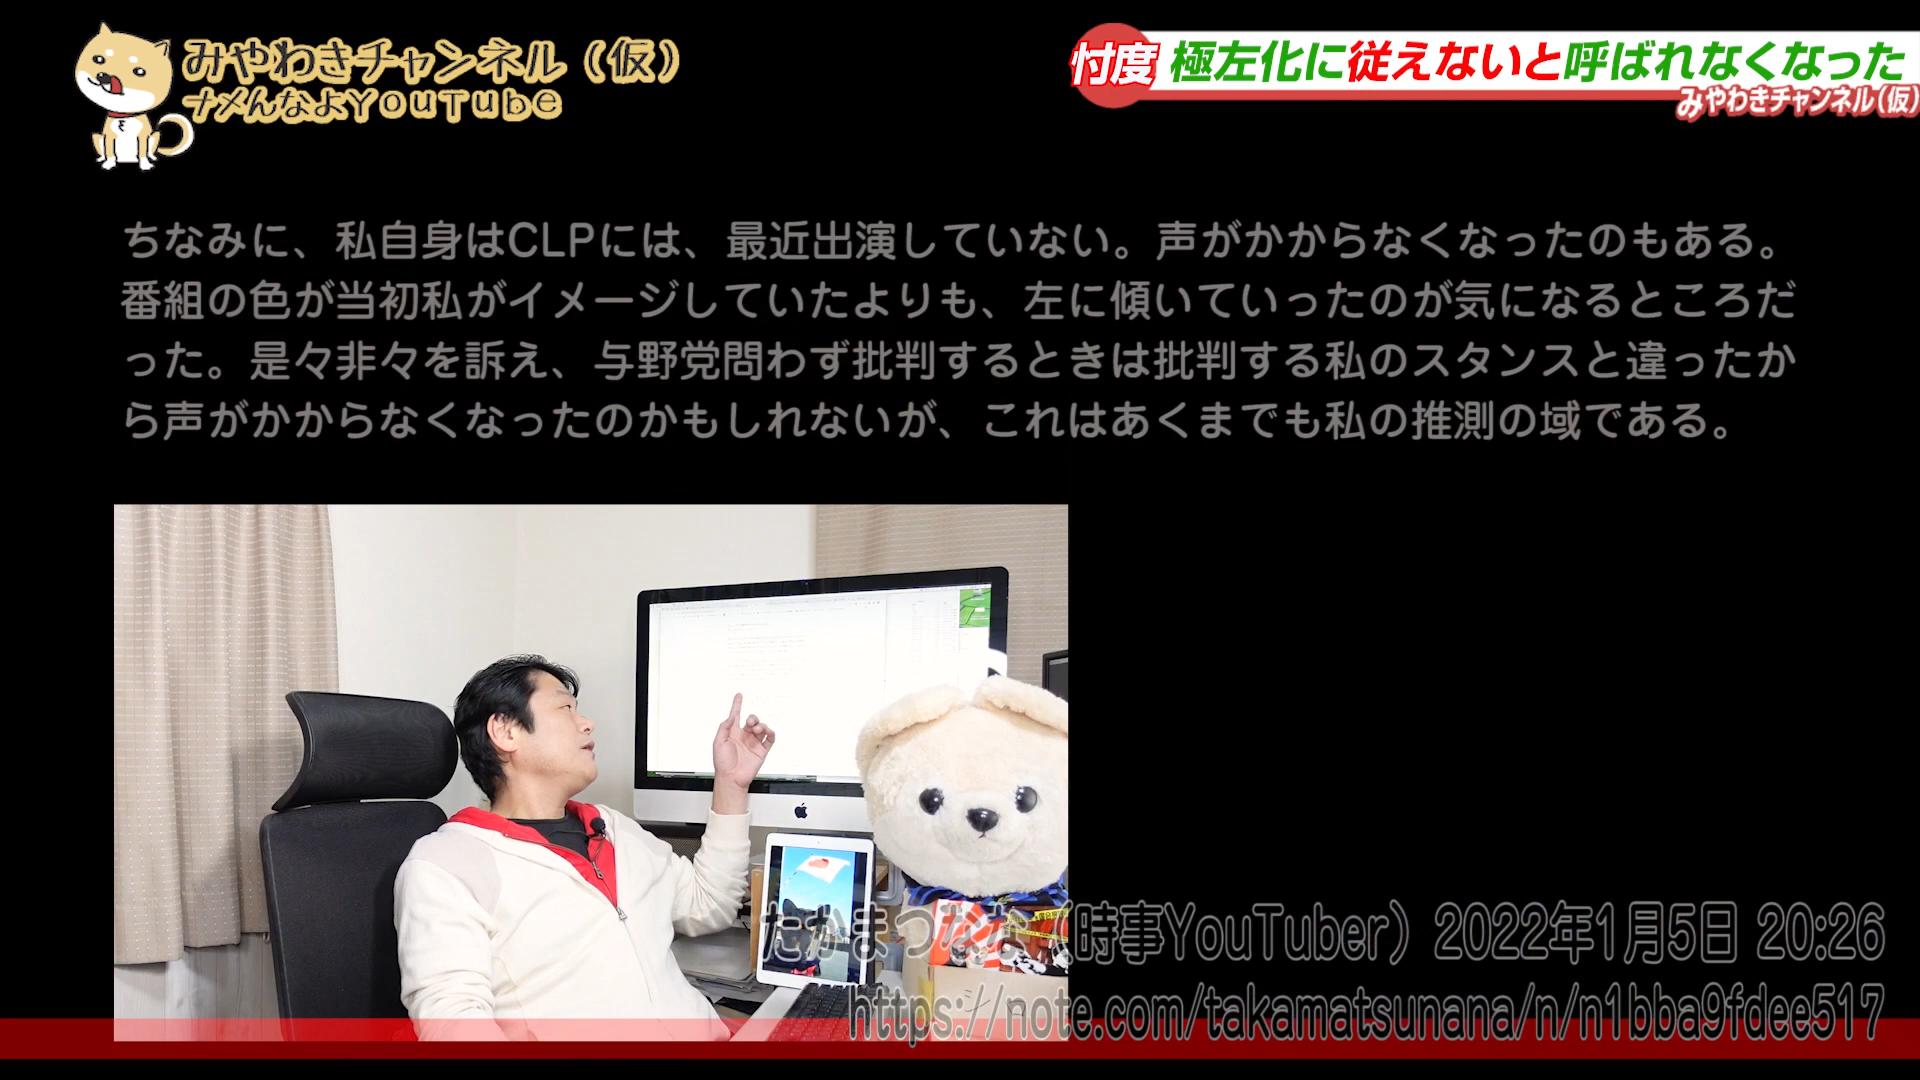 みやわきチャンネル（仮）
ナメんなよYouTube
忖度 極左化に従えないと呼ばれなくなった
みやわきチャンネル（仮）
ちなみに、私自身はCLPには、最近出演していない。声がかからなくなったのもある。
番組の色が当初私がイメージしていたよりも、左に傾いていったのが気になるところだ
った。是々非々を訴え、与野党問わず批判するときは批判する私のスタンスと違ったか
ら声がかからなくなったのかもしれないが、これはあくまでも私の推測の域である。
たかまつなな（時事YouTuber）2022年1月5日 20:26
シロ
https://note.com/takamatsunana/n/n1bba9fdee517